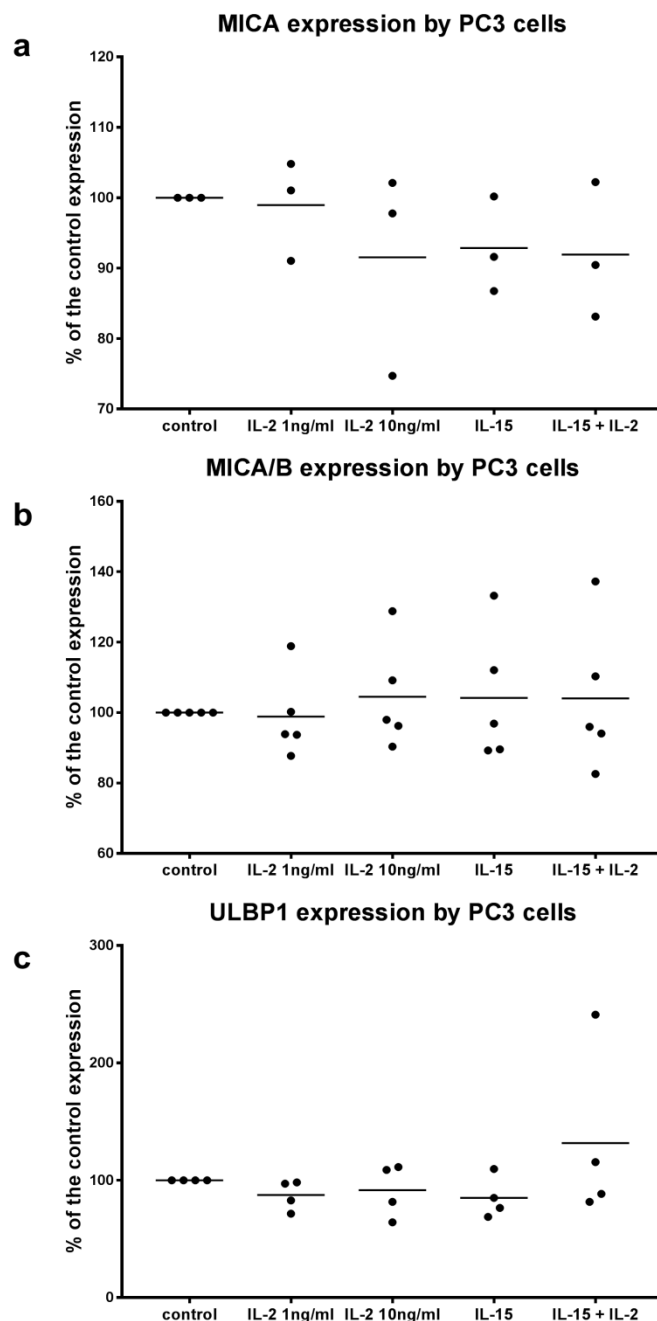 MICA expression by PC3 cells
a
120
110
100
90
80
70
% of the control expression
control IL-2 1ng/ml IL-2 10ng/ml IL-15 IL-15 + IL-2
MICA/B expression by PC3 cells
b
160
140
120
100
80
60
% of the control expression
control IL-2 1ng/ml IL-2 10ng/ml IL-15 IL-15 + IL-2
ULBP1 expression by PC3 cells
c
300
200
100
0
% of the control expression
control IL-2 1ng/ml IL-2 10ng/ml IL-15 IL-15 + IL-2